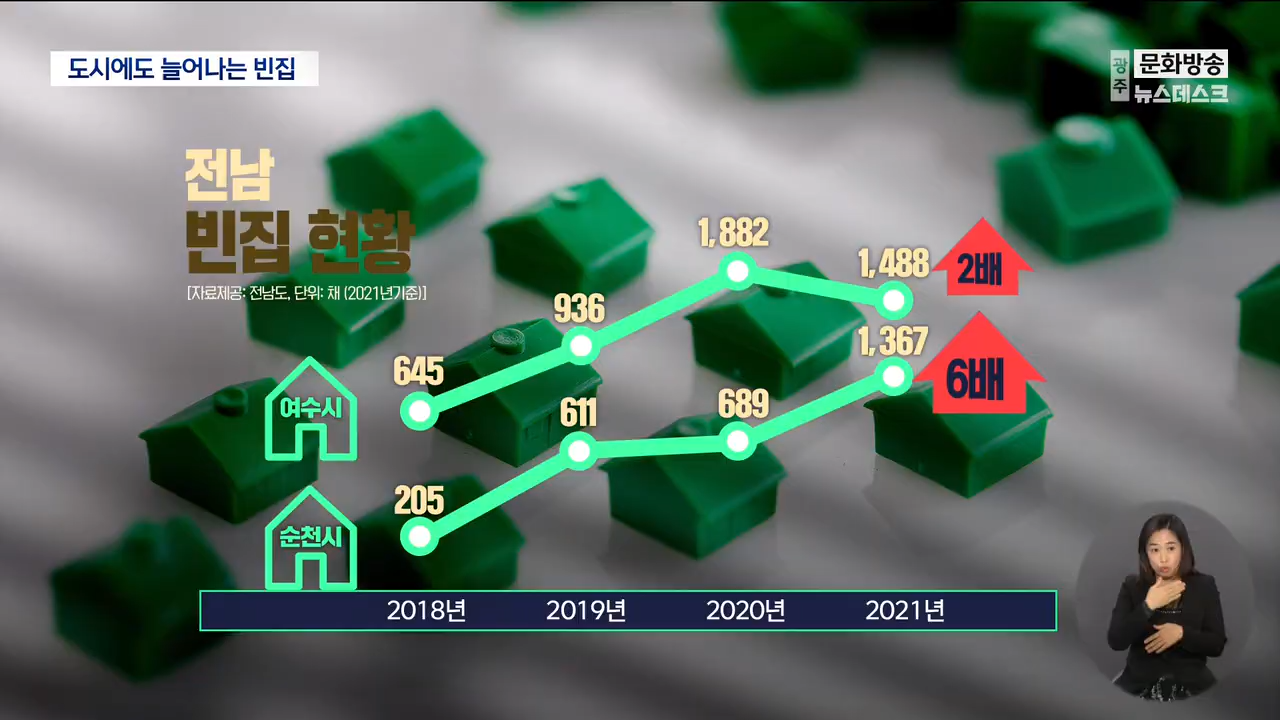 도시에도 늘어나는 빈집
광주
문화방송
뉴스데스크
전남
빈집 현황
[자료제공: 전남도, 단위: 채 (2021년기준)]
여수시
645
936
1,882
1,488
2배
순천시
205
611
689
1,367
6배
2018년 2019년 2020년 2021년